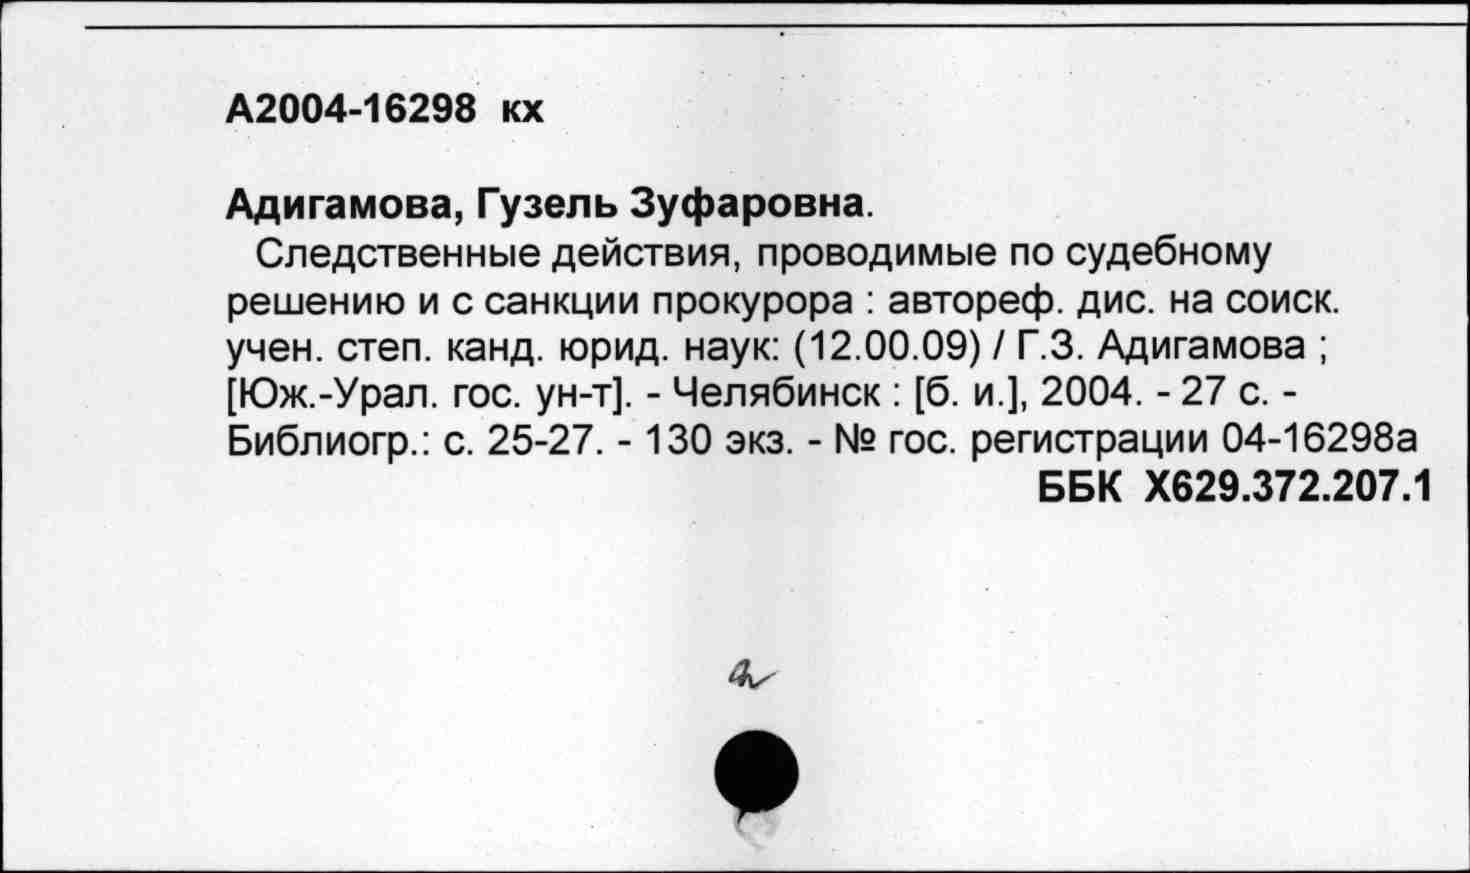 А2004-16298 кх
Адигамова, Гузель Зуфаровна.
Следственные действия, проводимые по судебному
решению и с санкции прокурора : автореф. дис. на соиск.
учен. степ. канд. юрид. наук: (12.00.09) / Г.З. Адигамова ;
[Юж.-Урал. гос. ун-т]. - Челябинск : [б. и.], 2004. - 27 с. -
Библиогр.: с. 25-27. - 130 экз. - № гос. регистрации 04-16298а
ББК Х629.372.207.1